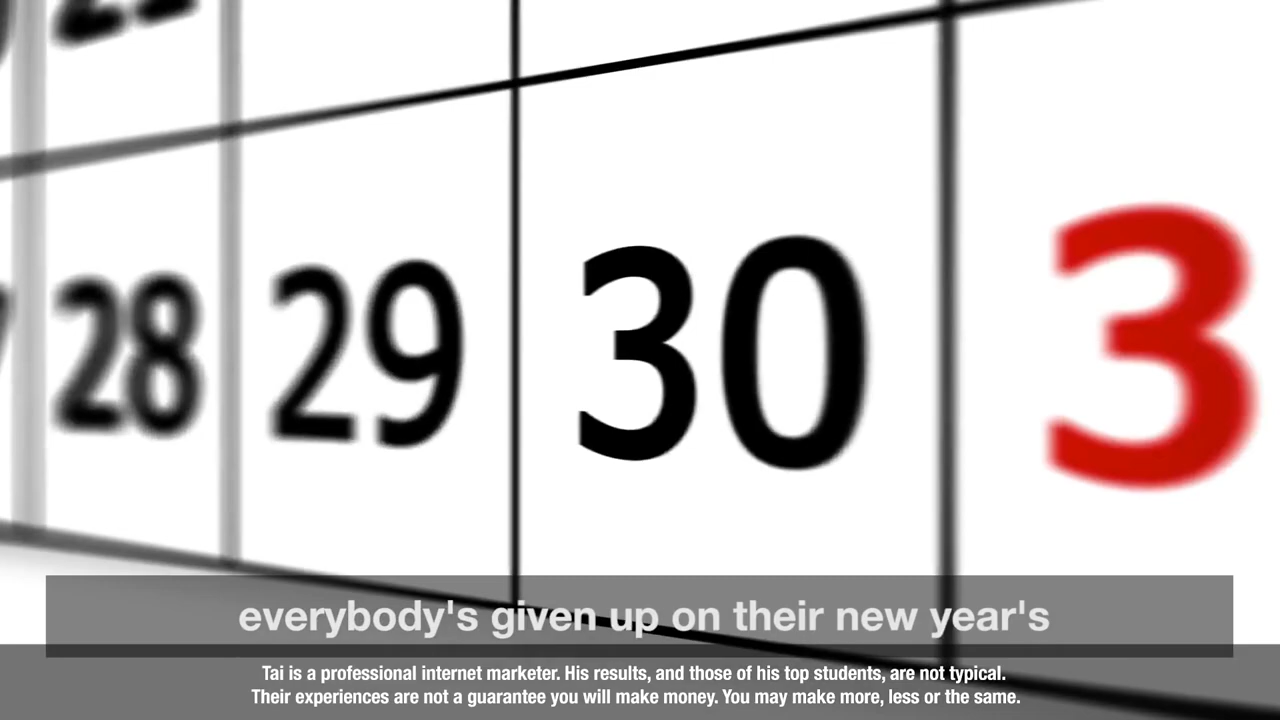 28 29 30 3
everybody's given up on their new year's
Tai is a professional internet marketer. His results, and those of his top students, are not typical.
Their experiences are not a guarantee you will make money. You may make more, less or the same.